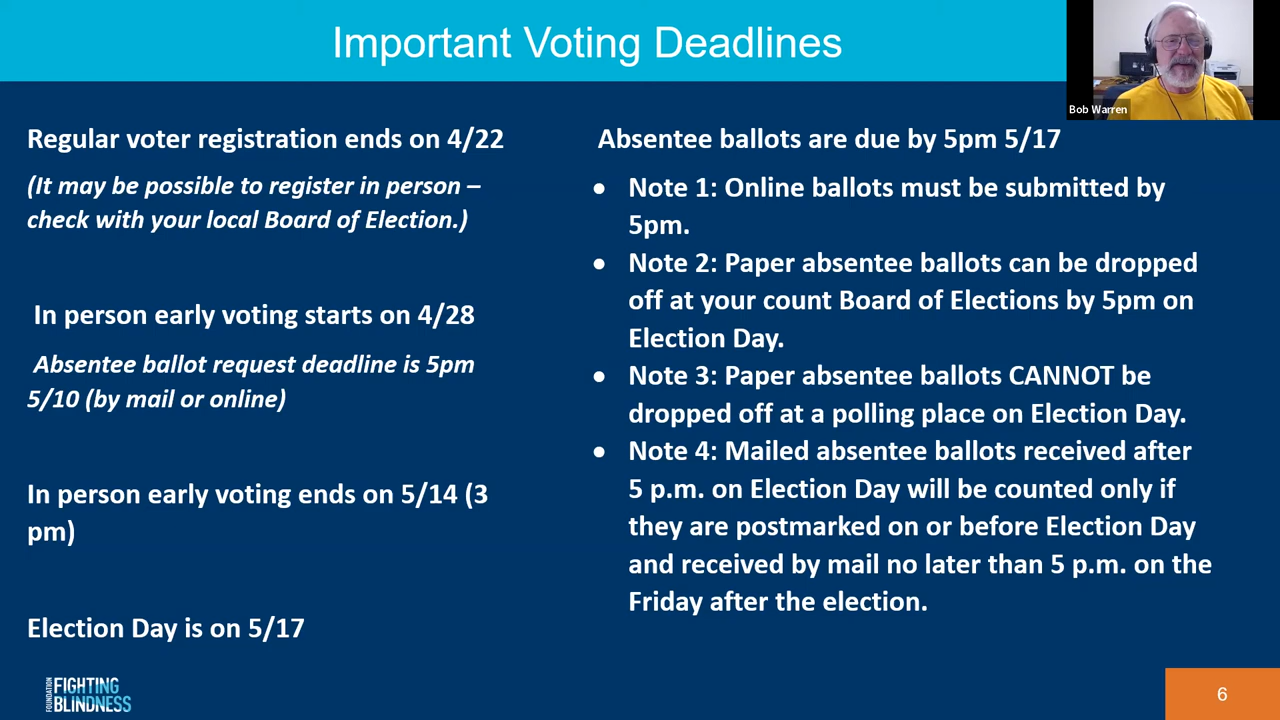 Important Voting Deadlines
Bob Warren
Regular voter registration ends on 4/22
(It may be possible to register in person –
check with your local Board of Election.)
In person early voting starts on 4/28
Absentee ballot request deadline is 5pm
5/10 (by mail or online)
In person early voting ends on 5/14 (3
pm)
Election Day is on 5/17
Absentee ballots are due by 5pm 5/17
• Note 1: Online ballots must be submitted by
5pm.
• Note 2: Paper absentee ballots can be dropped
off at your count Board of Elections by 5pm on
Election Day.
• Note 3: Paper absentee ballots CANNOT be
dropped off at a polling place on Election Day.
• Note 4: Mailed absentee ballots received after
5 p.m. on Election Day will be counted only if
they are postmarked on or before Election Day
and received by mail no later than 5 p.m. on the
Friday after the election.
FOUNDATION
FIGHTING
BLINDNESS
6